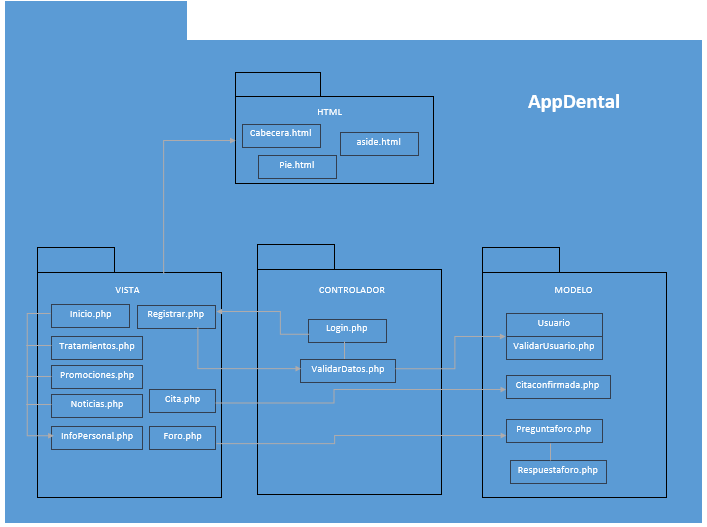 AppDental
HTML
Cabecera.html
aside.html
Pie.html
VISTA
Inicio.php
Registrar.php
Tratamientos.php
Promociones.php
Noticias.php
Cita.php
InfoPersonal.php
Foro.php
CONTROLADOR
Login.php
ValidarDatos.php
MODELO
Usuario
ValidarUsuario.php
Citaconfirmada.php
Preguntaforo.php
Respuestaforo.php